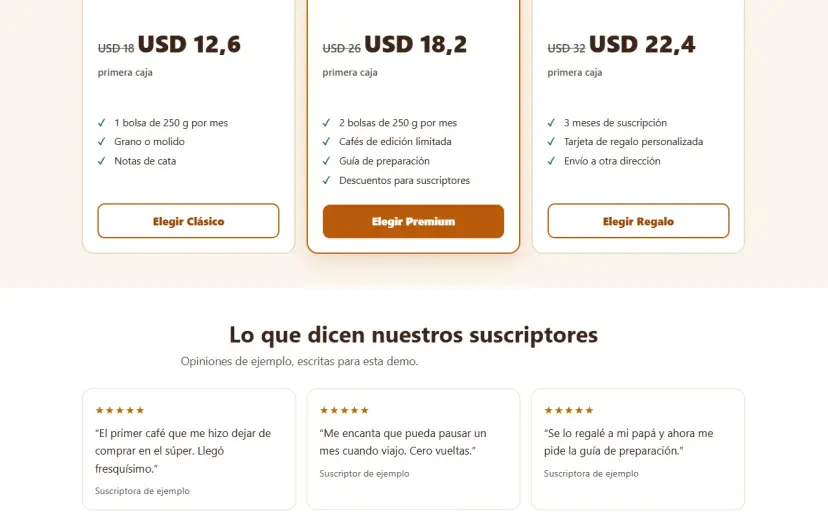 USD 18 USD 12,6
primera caja
✓ 1 bolsa de 250 g por mes
✓ Grano o molido
✓ Notas de cata
Elegir Clásico
USD 26 USD 18,2
primera caja
✓ 2 bolsas de 250 g por mes
✓ Cafés de edición limitada
✓ Guía de preparación
✓ Descuentos para suscriptores
Elegir Premium
USD 32 USD 22,4
primera caja
✓ 3 meses de suscripción
✓ Tarjeta de regalo personalizada
✓ Envío a otra dirección
Elegir Regalo
Lo que dicen nuestros suscriptores
Opiniones de ejemplo, escritas para esta demo.
★★★★★
“El primer café que me hizo dejar de
comprar en el súper. Llegó
fresquísimo.”
Suscriptora de ejemplo
★★★★★
“Me encanta que pueda pausar un
mes cuando viajo. Cero vueltas.”
Suscriptor de ejemplo
★★★★★
“Se lo regalé a mi papá y ahora me
pide la guía de preparación.”
Suscriptora de ejemplo